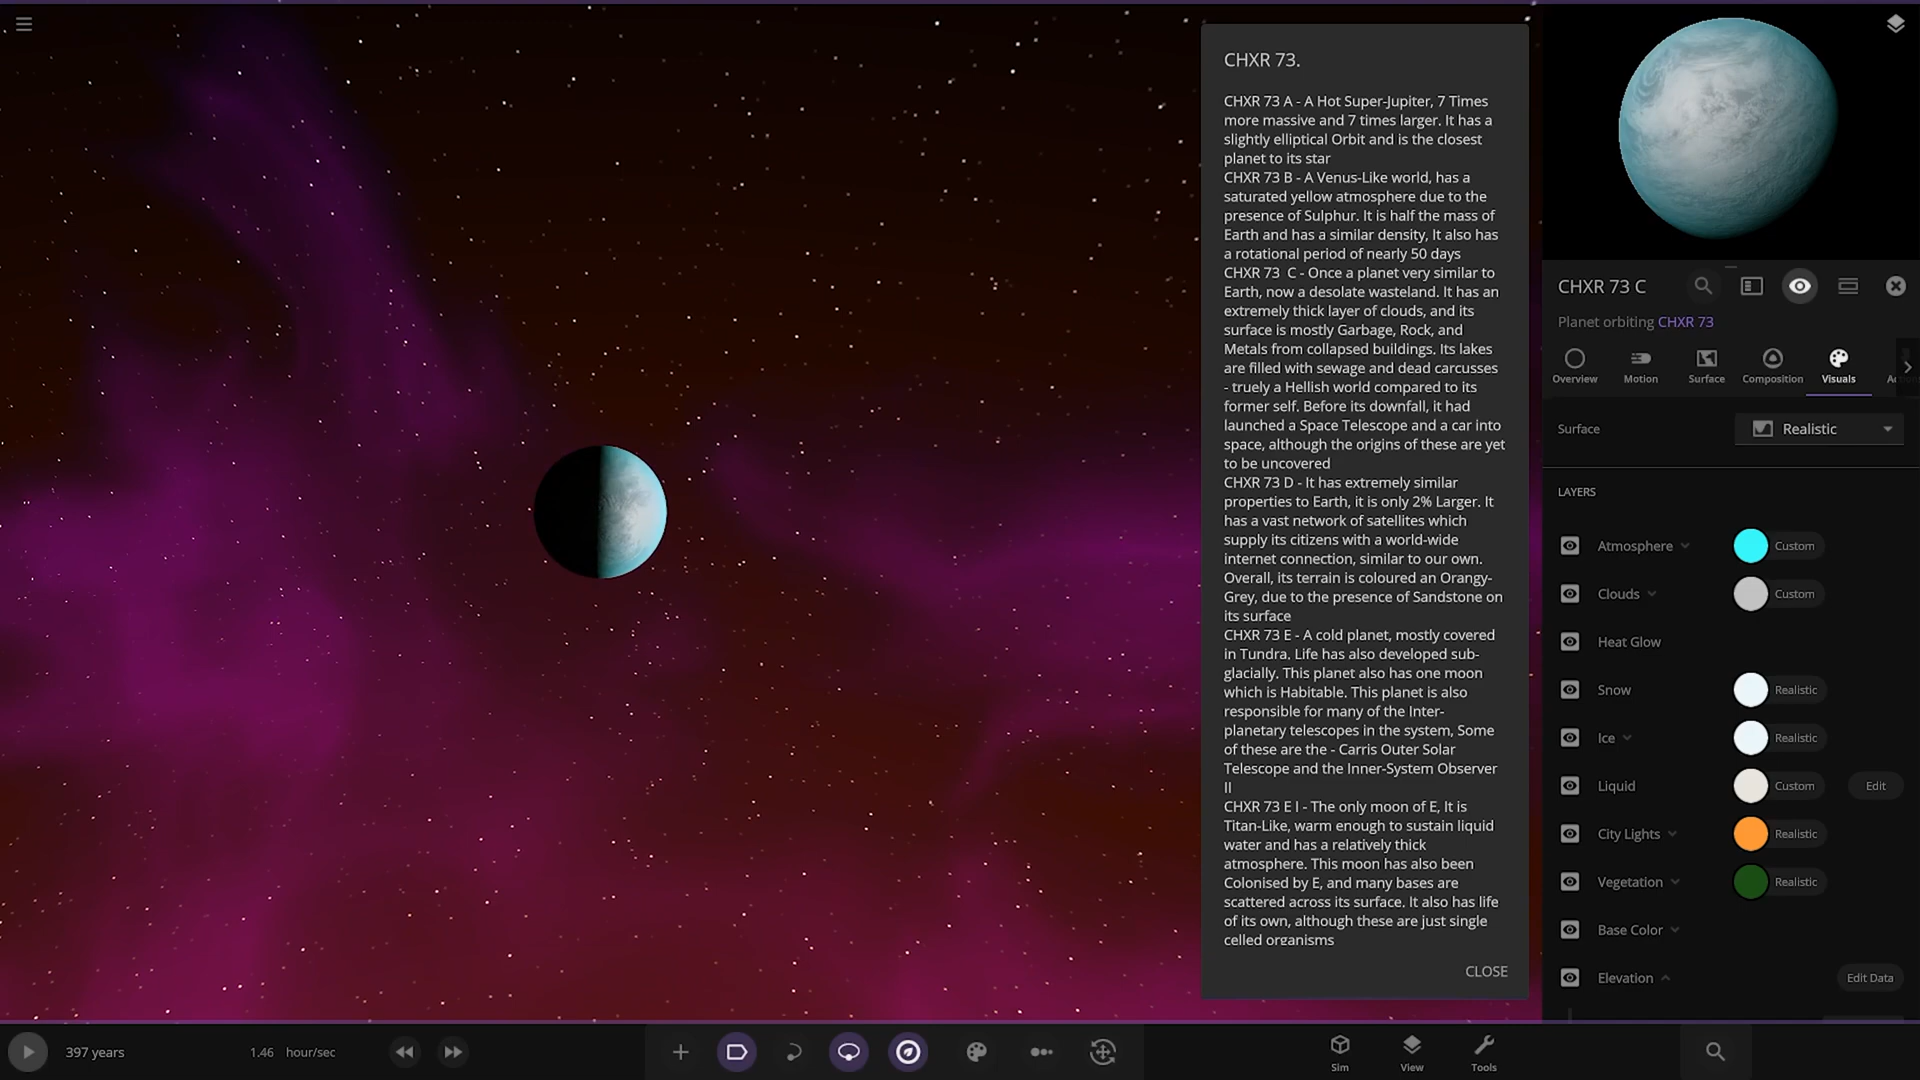 CHXR 73.
CHXR 73 A - A Hot Super-Jupiter, 7 Times
more massive and 7 times larger. It has a
slightly elliptical Orbit and is the closest
planet to its star
CHXR 73 B - A Venus-Like world, has a
saturated yellow atmosphere due to the
presence of Sulphur. It is half the mass of
Earth and has a similar density, It also has
a rotational period of nearly 50 days
CHXR 73  C - Once a planet very similar to
Earth, now a desolate wasteland. It has an
extremely thick layer of clouds, and its
surface is mostly Garbage, Rock, and
Metals from collapsed buildings. Its lakes
are filled with sewage and dead carcusses
- truely a Hellish world compared to its
former self. Before its downfall, it had
launched a Space Telescope and a car into
space, although the origins of these are yet
to be uncovered
CHXR 73 D - It has extremely similar
properties to Earth, it is only 2% Larger. It
has a vast network of satellites which
supply its citizens with a world-wide
internet connection, similar to our own.
Overall, its terrain is coloured an Orangy-
Grey, due to the presence of Sandstone on
its surface
CHXR 73 E - A cold planet, mostly covered
in Tundra. Life has also developed sub-
glacially. This planet also has one moon
which is Habitable. This planet is also
responsible for many of the Inter-
planetary telescopes in the system, Some
of these are the - Carris Outer Solar
Telescope and the Inner-System Observer
II
CHXR 73 E I - The only moon of E, It is
Titan-Like, warm enough to sustain liquid
water and has a relatively thick
atmosphere. This moon has also been
Colonised by E, and many bases are
scattered across its surface. It also has life
of its own, although these are just single
celled organisms
CLOSE
CHXR 73 C
Planet orbiting CHXR 73
Overview Motion Surface Composition Visuals
Surface Realistic
LAYERS
Atmosphere Custom
Clouds Custom
Heat Glow
Snow Realistic
Ice Realistic
Liquid Custom Edit
City Lights Realistic
Vegetation Realistic
Base Color
Elevation Edit Data
397 years 1.46 hour/sec
Sim View Tools